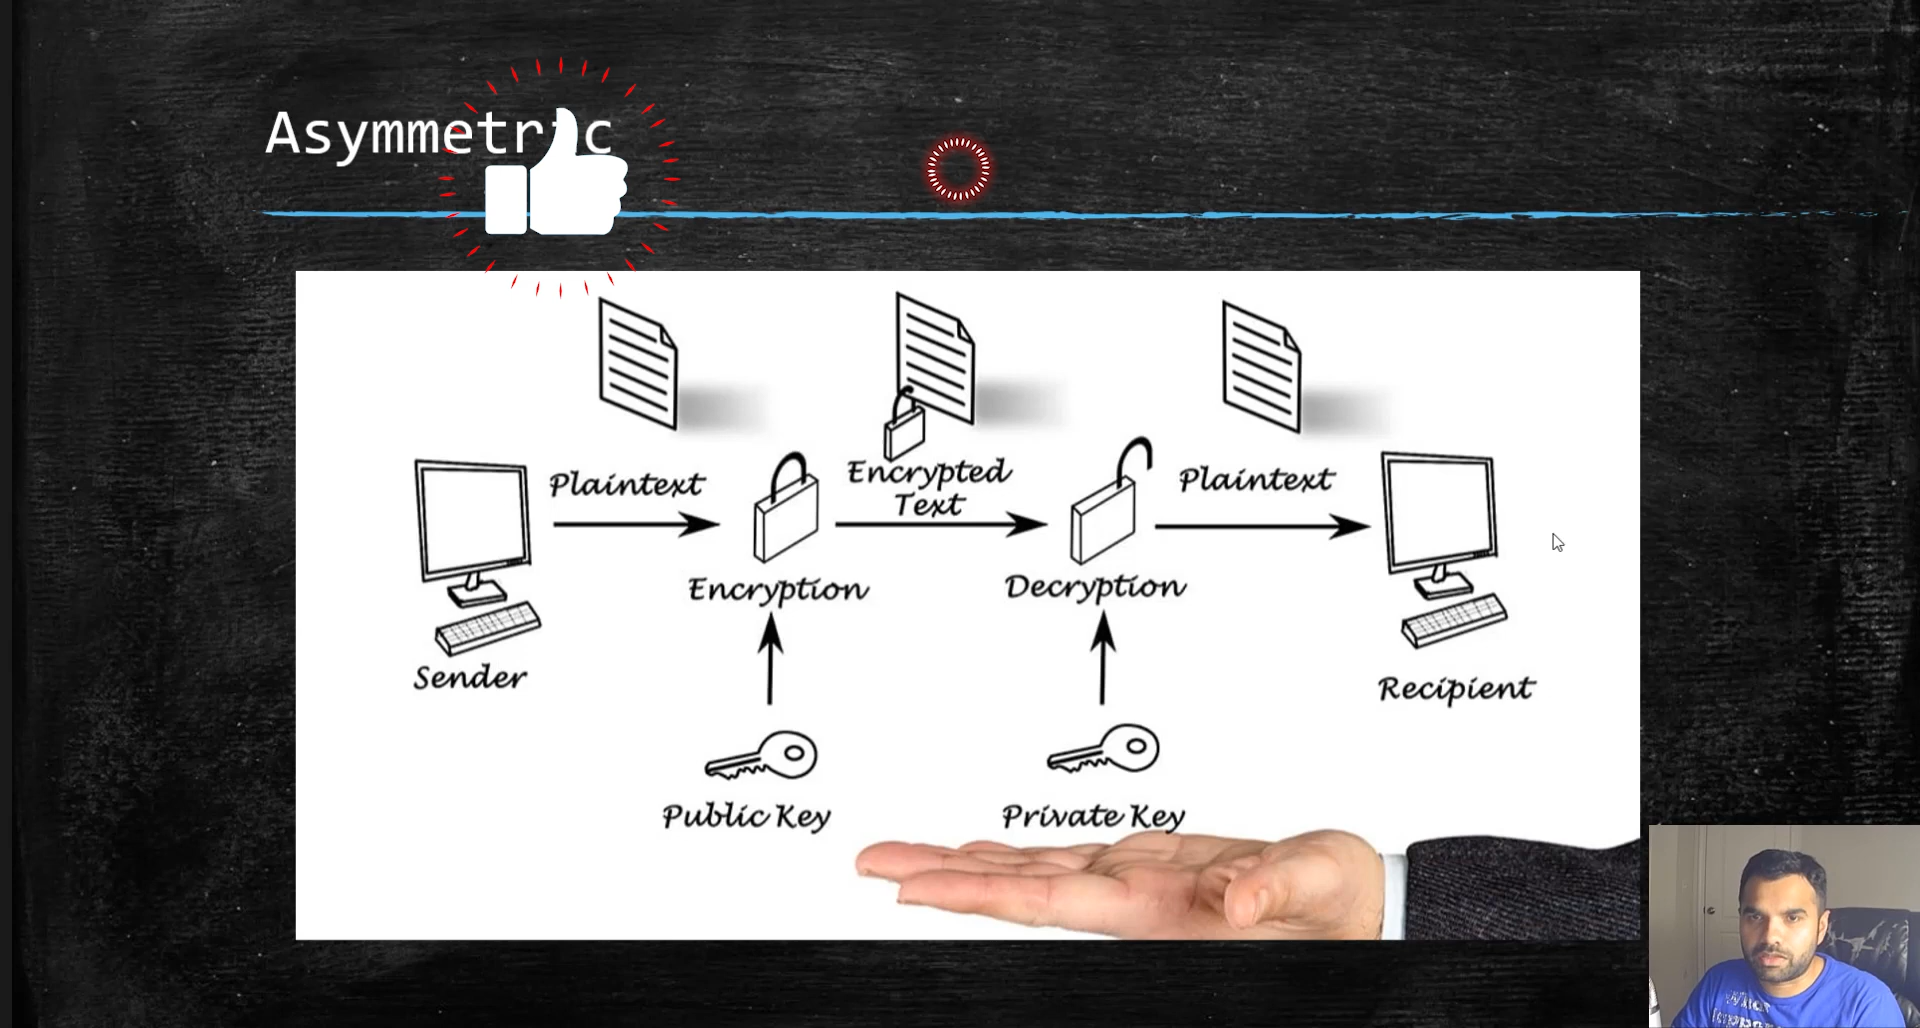 Asymmetric
Plaintext
Encrypted
Text
Plaintext
Encryption
Decryption
Sender
Recipient
Public Key
Private Key